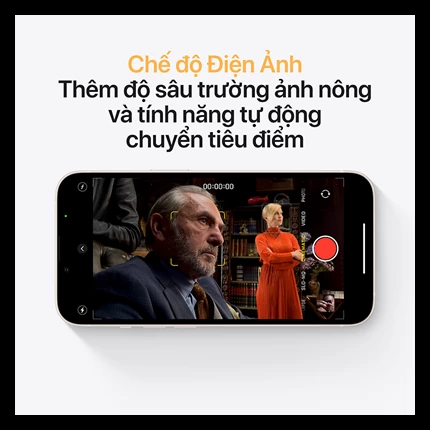 Chế độ Điện Ảnh
Thêm độ sâu trường ảnh nông
và tính năng tự động
chuyển tiêu điểm
00:00:00
PHOTO
VIDEO
SLO-MO